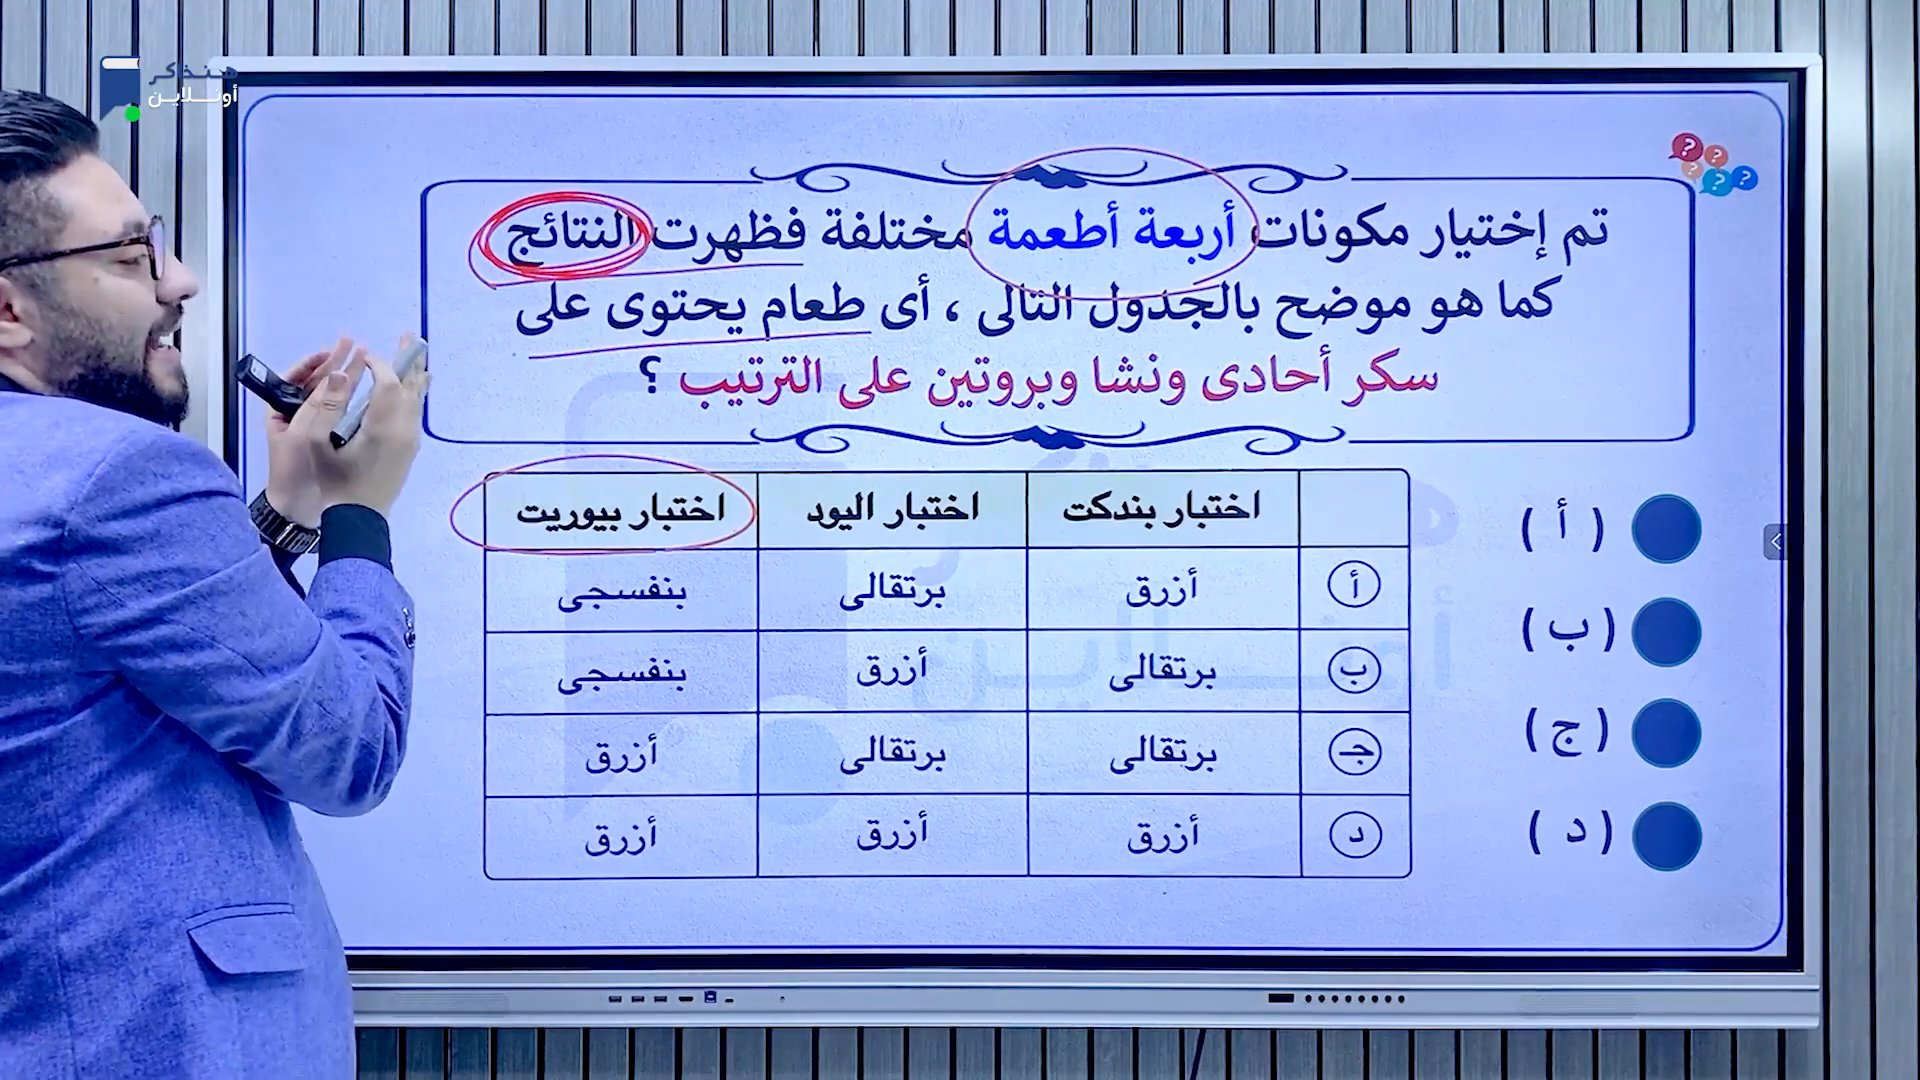 هنذاكر
أونلاين
تم إختيار مكونات أربعة أطعمة مختلفة فظهرت النتائج
كما هو موضح بالجدول التالى ، أى طعام يحتوى على
سكر أحادى ونشا وبروتين على الترتيب ؟
اختبار بندكت اختبار اليود اختبار بيوريت
أ أزرق برتقالى بنفسجى
ب برتقالى أزرق بنفسجى
جـ برتقالى برتقالى أزرق
د أزرق أزرق أزرق
( أ )
( ب )
( ج )
( د )